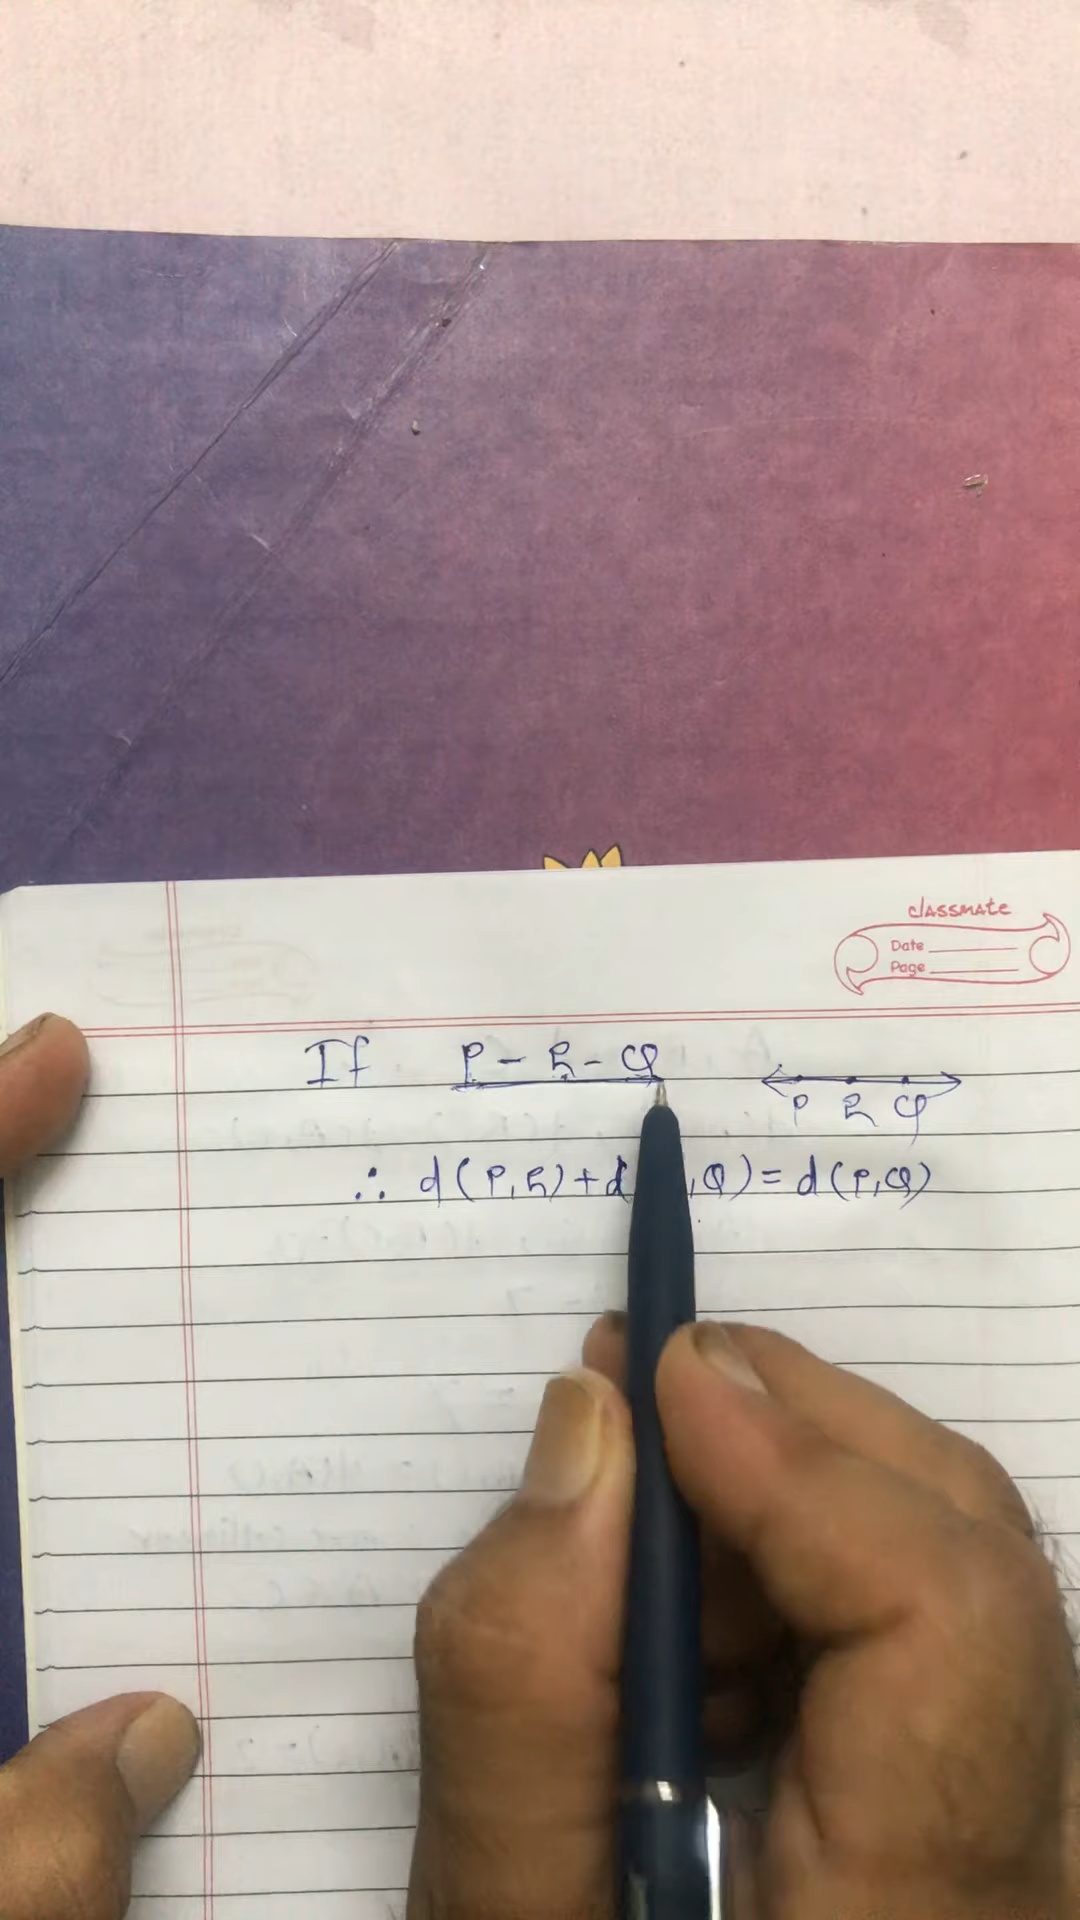 classmate
Date
Page
If P - R - Q
P R Q
∴ d(P,R)+d ,Q)=d(P,Q)